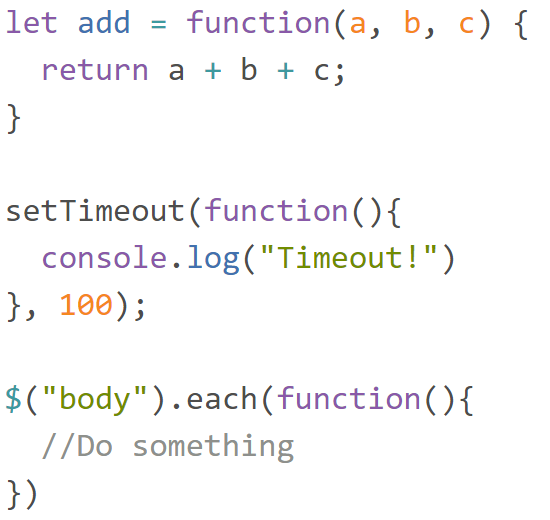 let add = function(a, b, c) {
  return a + b + c;
}

setTimeout(function(){
  console.log("Timeout!")
}, 100);

$("body").each(function(){
  //Do something
})